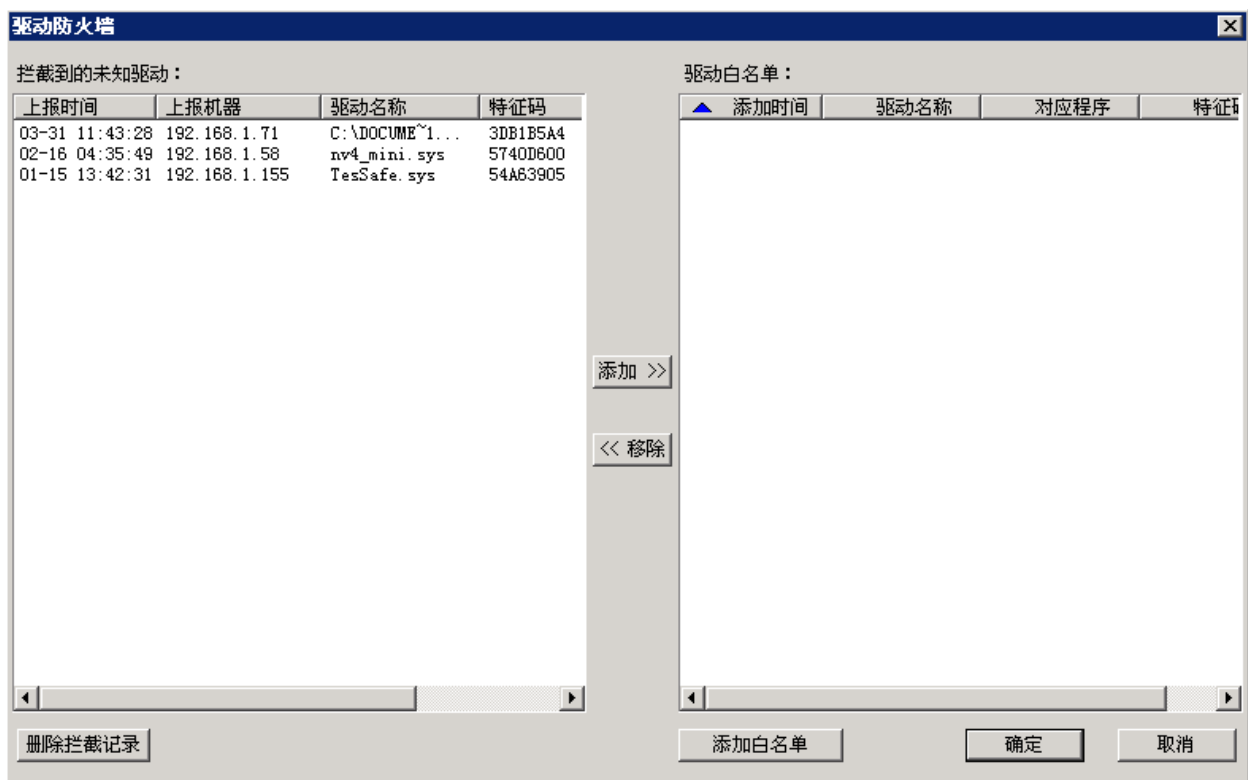 驱动防火墙
拦截到的未知驱动：
上报时间 上报机器 驱动名称 特征码
03-31 11:43:28 192.168.1.71 C:\DOCUME~1... 3DB1B5A4
02-16 04:35:49 192.168.1.58 nv4_mini.sys 5740D600
01-15 13:42:31 192.168.1.155 TesSafe.sys 54A63905
添加 >>
<< 移除
驱动白名单：
添加时间 驱动名称 对应程序 特征码
删除拦截记录
添加白名单 确定 取消